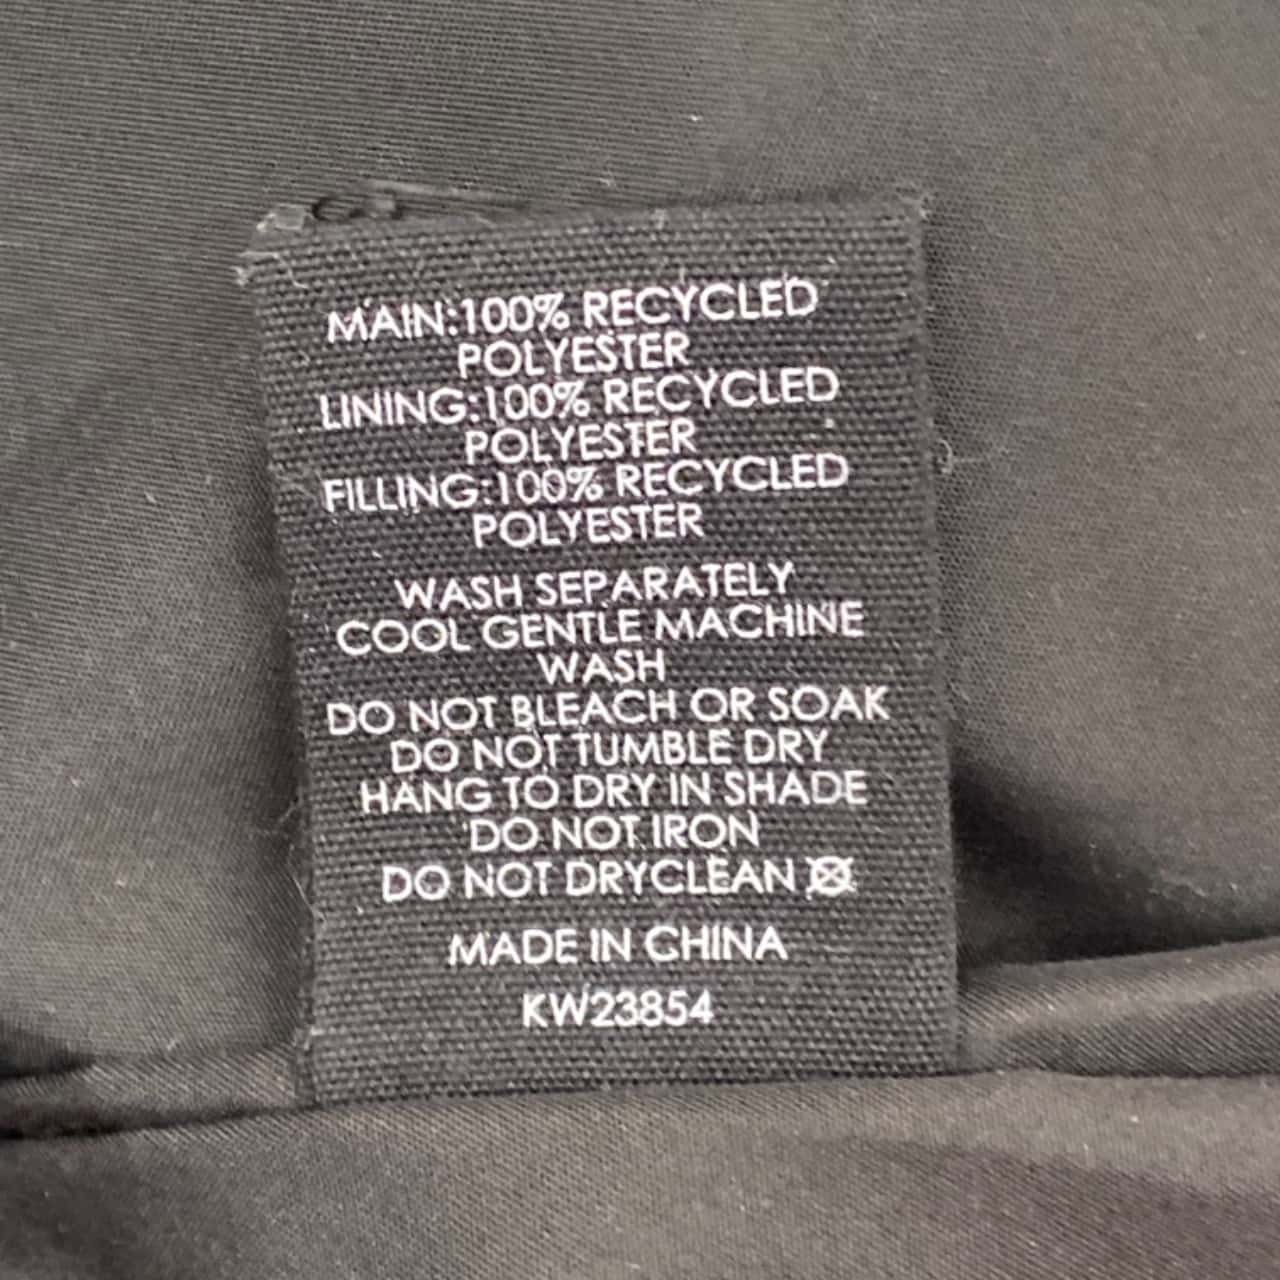 MAIN:100% RECYCLED
POLYESTER
LINING:100% RECYCLED
POLYESTER
FILLING:100% RECYCLED
POLYESTER
WASH SEPARATELY
COOL GENTLE MACHINE
WASH
DO NOT BLEACH OR SOAK
DO NOT TUMBLE DRY
HANG TO DRY IN SHADE
DO NOT IRON
DO NOT DRYCLEAN
MADE IN CHINA
KW23854